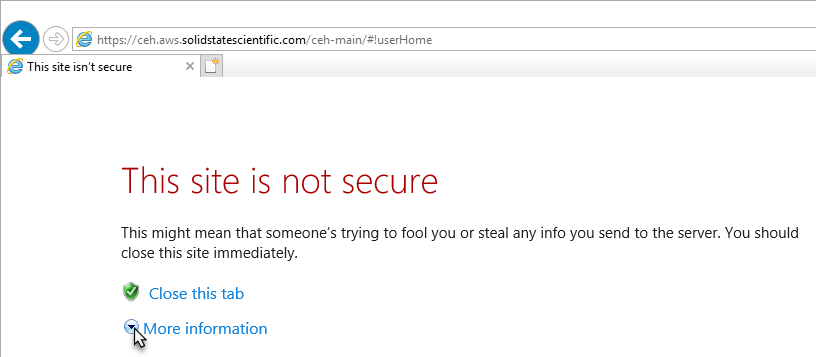 https://ceh.aws.solidstatescientific.com/ceh-main/#!userHome
This site isn’t secure
This site is not secure
This might mean that someone’s trying to fool you or steal any info you send to the server. You should
close this site immediately.
Close this tab
More information